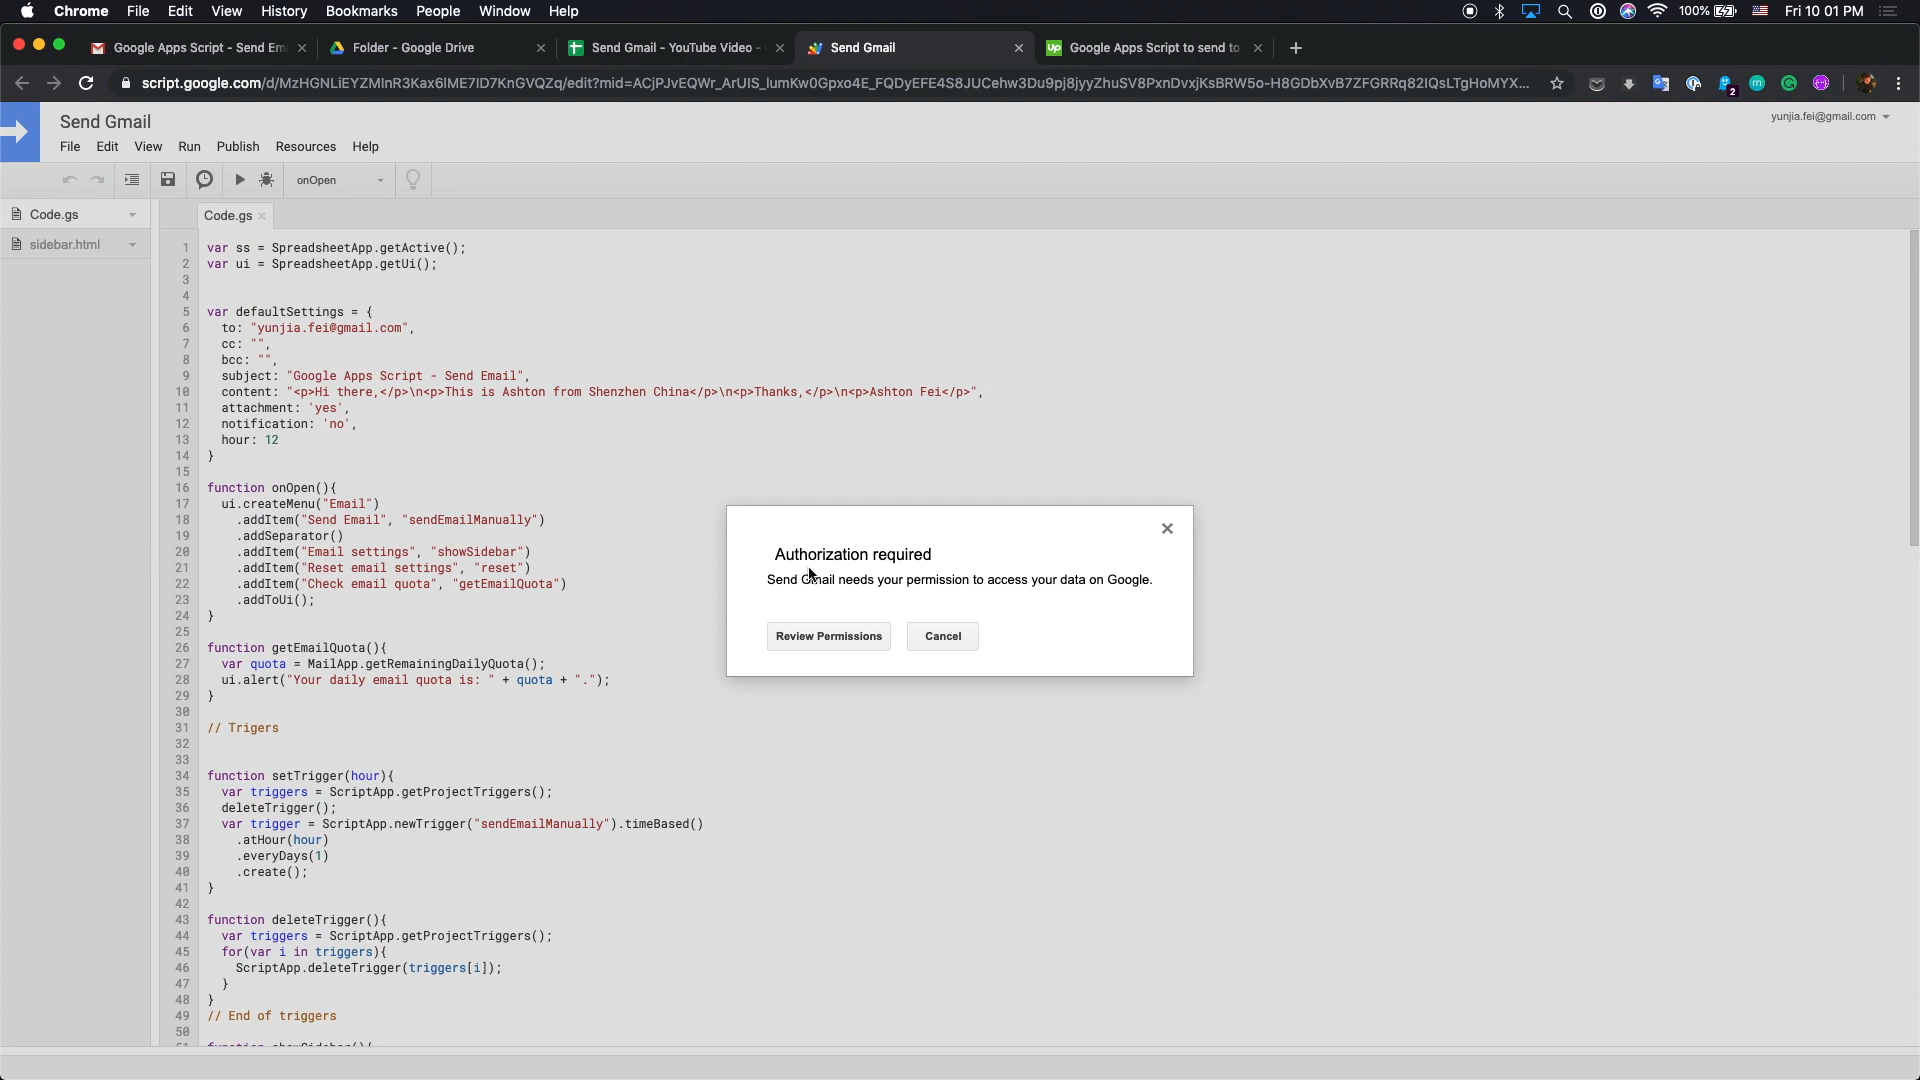 Chrome File Edit View History Bookmarks People Window Help 100% Fri 10 01 PM
Google Apps Script - Send Em Folder - Google Drive Send Gmail - YouTube Video - Send Gmail Up Google Apps Script to send to
Send Gmail
yunjia.fei@gmail.com
File Edit View Run Publish Resources Help
onOpen
Code.gs
sidebar.html
Code.gs
1 var ss = SpreadsheetApp.getActive();
2 var ui = SpreadsheetApp.getUi();
3
4
5 var defaultSettings = {
6 to: "yunjia.fei@gmail.com",
7 cc: "",
8 bcc: "",
9 subject: "Google Apps Script - Send Email",
10 content: "<p>Hi there,</p>\n<p>This is Ashton from Shenzhen China</p>\n<p>Thanks,</p>\n<p>Ashton Fei</p>",
11 attachment: 'yes',
12 notification: 'no',
13 hour: 12
14 }
15
16 function onOpen(){
17 ui.createMenu("Email")
18 .addItem("Send Email", "sendEmailManually")
19 .addSeparator()
20 .addItem("Email settings", "showSidebar")
21 .addItem("Reset email settings", "reset")
22 .addItem("Check email quota", "getEmailQuota")
23 .addToUi();
24 }
25
26 function getEmailQuota(){
27 var quota = MailApp.getRemainingDailyQuota();
28 ui.alert("Your daily email quota is: " + quota + ".");
29 }
30
31 // Trigers
32
33
34 function setTrigger(hour){
35 var triggers = ScriptApp.getProjectTriggers();
36 deleteTrigger();
37 var trigger = ScriptApp.newTrigger("sendEmailManually").timeBased()
38 .atHour(hour)
39 .everyDays(1)
40 .create();
41 }
42
43 function deleteTrigger(){
44 var triggers = ScriptApp.getProjectTriggers();
45 for(var i in triggers){
46 ScriptApp.deleteTrigger(triggers[i]);
47 }
48 }
49 // End of triggers
50
Authorization required
Send Gmail needs your permission to access your data on Google.
Review Permissions Cancel